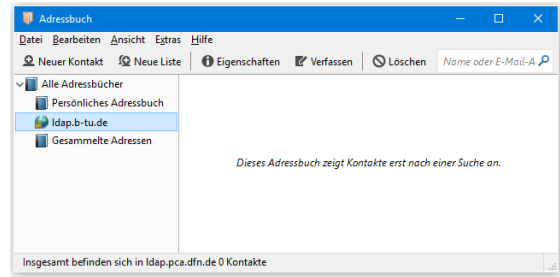 Adressbuch
Datei Bearbeiten Ansicht Extras Hilfe
Neuer Kontakt Neue Liste Eigenschaften Verfassen Löschen Name oder E-Mail-A
Alle Adressbücher
Persönliches Adressbuch
ldap.b-tu.de
Gesammelte Adressen
Dieses Adressbuch zeigt Kontakte erst nach einer Suche an.
Insgesamt befinden sich in ldap.pca.dfn.de 0 Kontakte